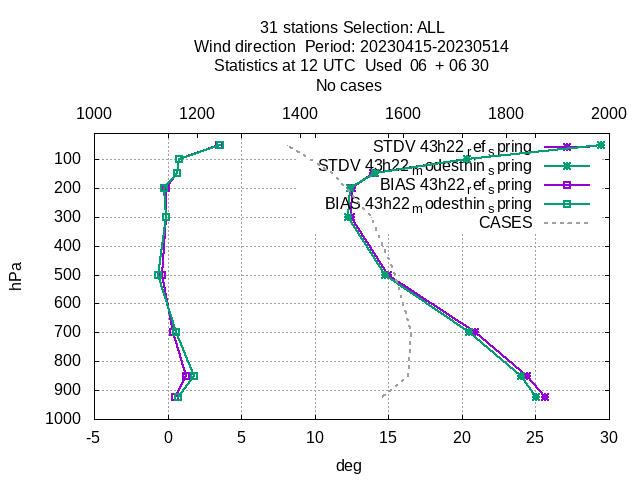 31 stations Selection: ALL
Wind direction  Period: 20230415-20230514
Statistics at 12 UTC  Used  06  + 06 30
No cases
1000 1200 1400 1600 1800 2000
STDV 43h22_ref_spring
STDV 43h22_modesthin_spring
BIAS 43h22_ref_spring
BIAS 43h22_modesthin_spring
CASES
100
200
300
400
500
600
700
800
900
1000
hPa
-5 0 5 10 15 20 25 30
deg